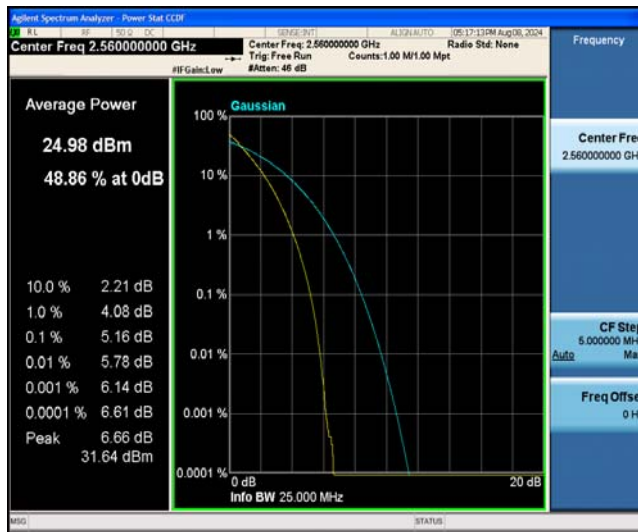 Agilent Spectrum Analyzer - Power Stat CCDF
RL RF 50 Ω DC SENSE:INT ALIGN AUTO 05:17:13 PM Aug 08, 2024
Center Freq 2.560000000 GHz
Center Freq: 2.560000000 GHz Radio Std: None
Trig: Free Run Counts:1.00 M/1.00 Mpt
#IFGain:Low #Atten: 46 dB
Frequency
Average Power
24.98 dBm
48.86 % at 0dB
10.0 % 2.21 dB
1.0 % 4.08 dB
0.1 % 5.16 dB
0.01 % 5.78 dB
0.001 % 6.14 dB
0.0001 % 6.61 dB
Peak 6.66 dB
31.64 dBm
Gaussian
100 %
10 %
1 %
0.1 %
0.01 %
0.001 %
0.0001 %
0 dB 20 dB
Info BW 25.000 MHz
Center Fre
2.560000000 GH
CF Step
5.000000 MH
Auto Ma
Freq Offse
0 H
MSG STATUS